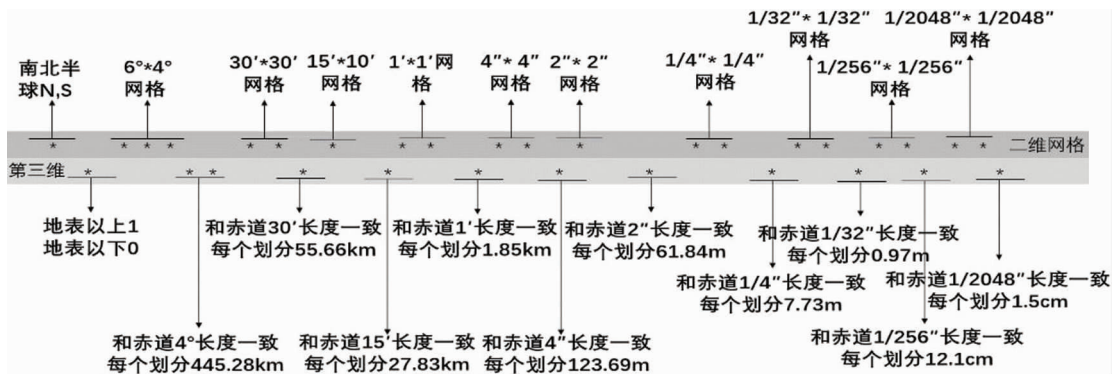 南北半
球N,S
6°*4°
网格
30′*30′
网格
15′*10′
网格
1′*1′网
格
4″* 4″
网格
2″* 2″
网格
1/4″* 1/4″
网格
1/32″* 1/32″
网格
1/256″* 1/256″
网格
1/2048″* 1/2048″
网格
* * * * * * * * * * * * * * * * * * * * 二维网格
第三维 * * * * * * * * * * * * *
地表以上1
地表以下0
和赤道4°长度一致
每个划分445.28km
和赤道30′长度一致
每个划分55.66km
和赤道15′长度一致
每个划分27.83km
和赤道1′长度一致
每个划分1.85km
和赤道4″长度一致
每个划分123.69m
和赤道2″长度一致
每个划分61.84m
和赤道1/4″长度一致
每个划分7.73m
和赤道1/32″长度一致
每个划分0.97m
和赤道1/256″长度一致
每个划分12.1cm
和赤道1/2048″长度一致
每个划分1.5cm